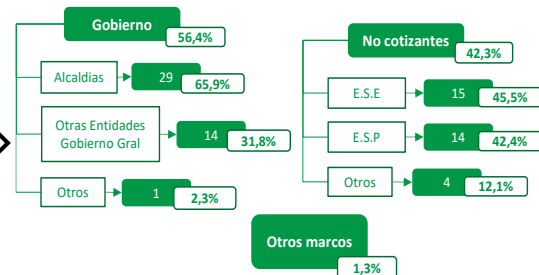 Gobierno
56,4%
Alcaldias
29
65,9%
Otras Entidades
Gobierno Gral
14
31,8%
Otros
1
2,3%
No cotizantes
42,3%
E.S.E
15
45,5%
E.S.P
14
42,4%
Otros
4
12,1%
Otros marcos
1,3%